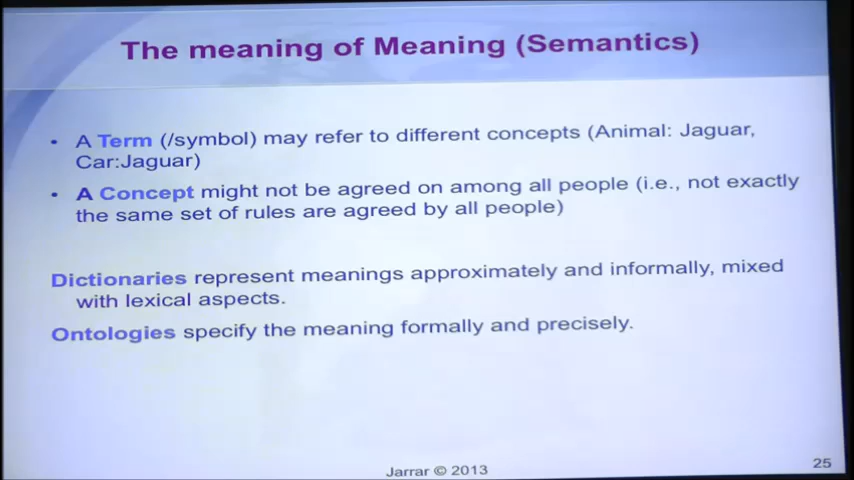 The meaning of Meaning (Semantics)
• A Term (/symbol) may refer to different concepts (Animal: Jaguar,
Car:Jaguar)
• A Concept might not be agreed on among all people (i.e., not exactly
the same set of rules are agreed by all people)
Dictionaries represent meanings approximately and informally, mixed
with lexical aspects.
Ontologies specify the meaning formally and precisely.
Jarrar © 2013
25